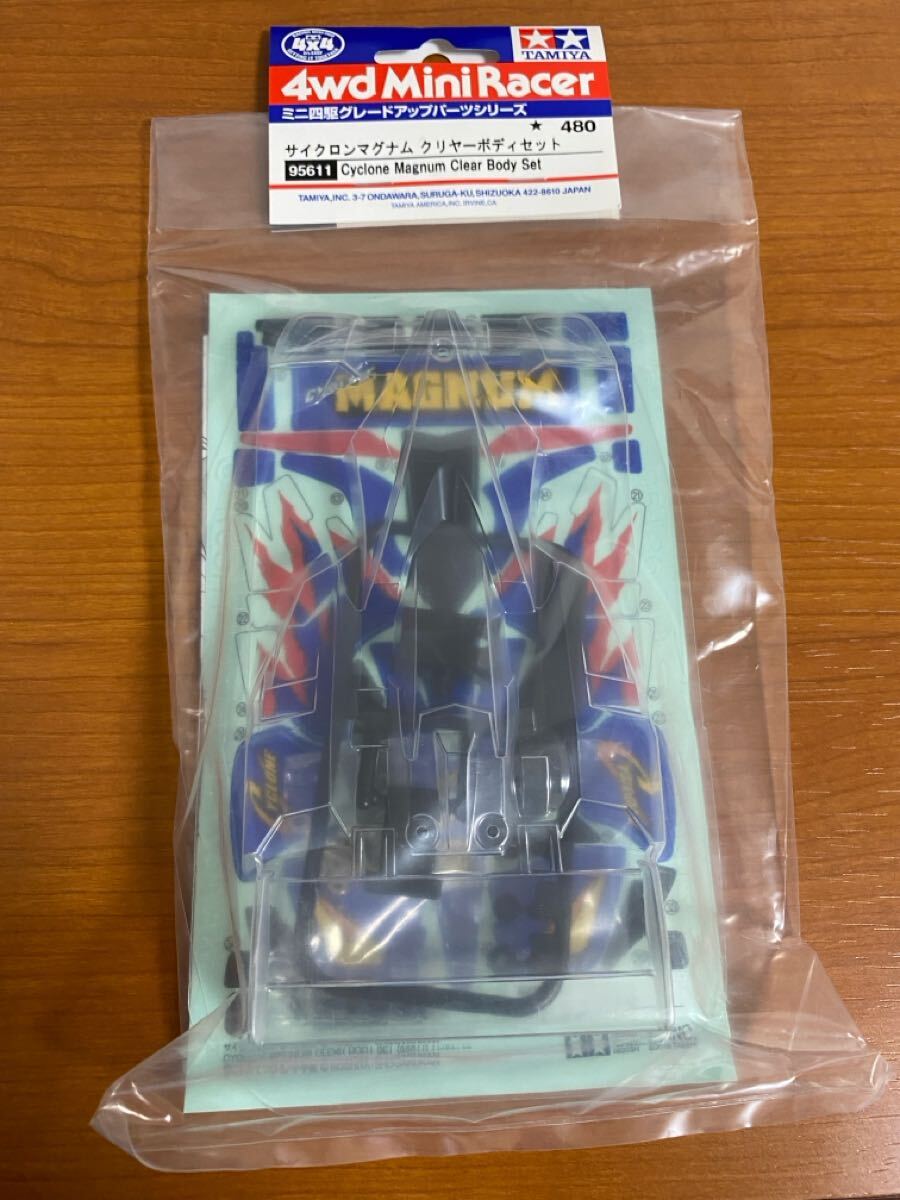 4x4
TAMIYA
4wd Mini Racer
ミニ四駆グレードアップパーツシリーズ
★ 480
サイクロンマグナム クリヤーボディセット
95611 Cyclone Magnum Clear Body Set
TAMIYA, INC. 3-7 ONDAWARA, SURUGA-KU, SHIZUOKA 422-8610 JAPAN
TAMIYA AMERICA, INC. IRVINE, CA.
MAGNUM
CYCLONE